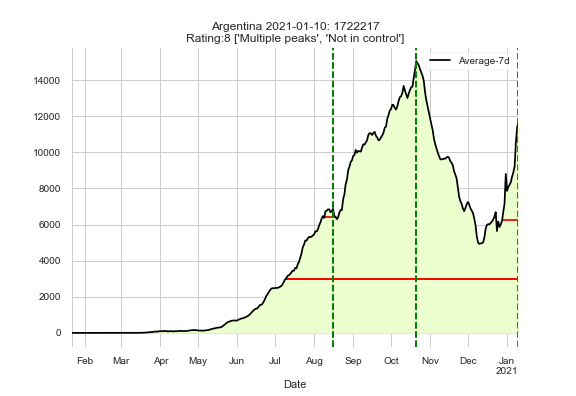 Argentina 2021-01-10: 1722217
Rating:8 ['Multiple peaks', 'Not in control']
Average-7d
14000
12000
10000
8000
6000
4000
2000
0
Feb Mar Apr May Jun Jul Aug Sep Oct Nov Dec Jan
2021
Date